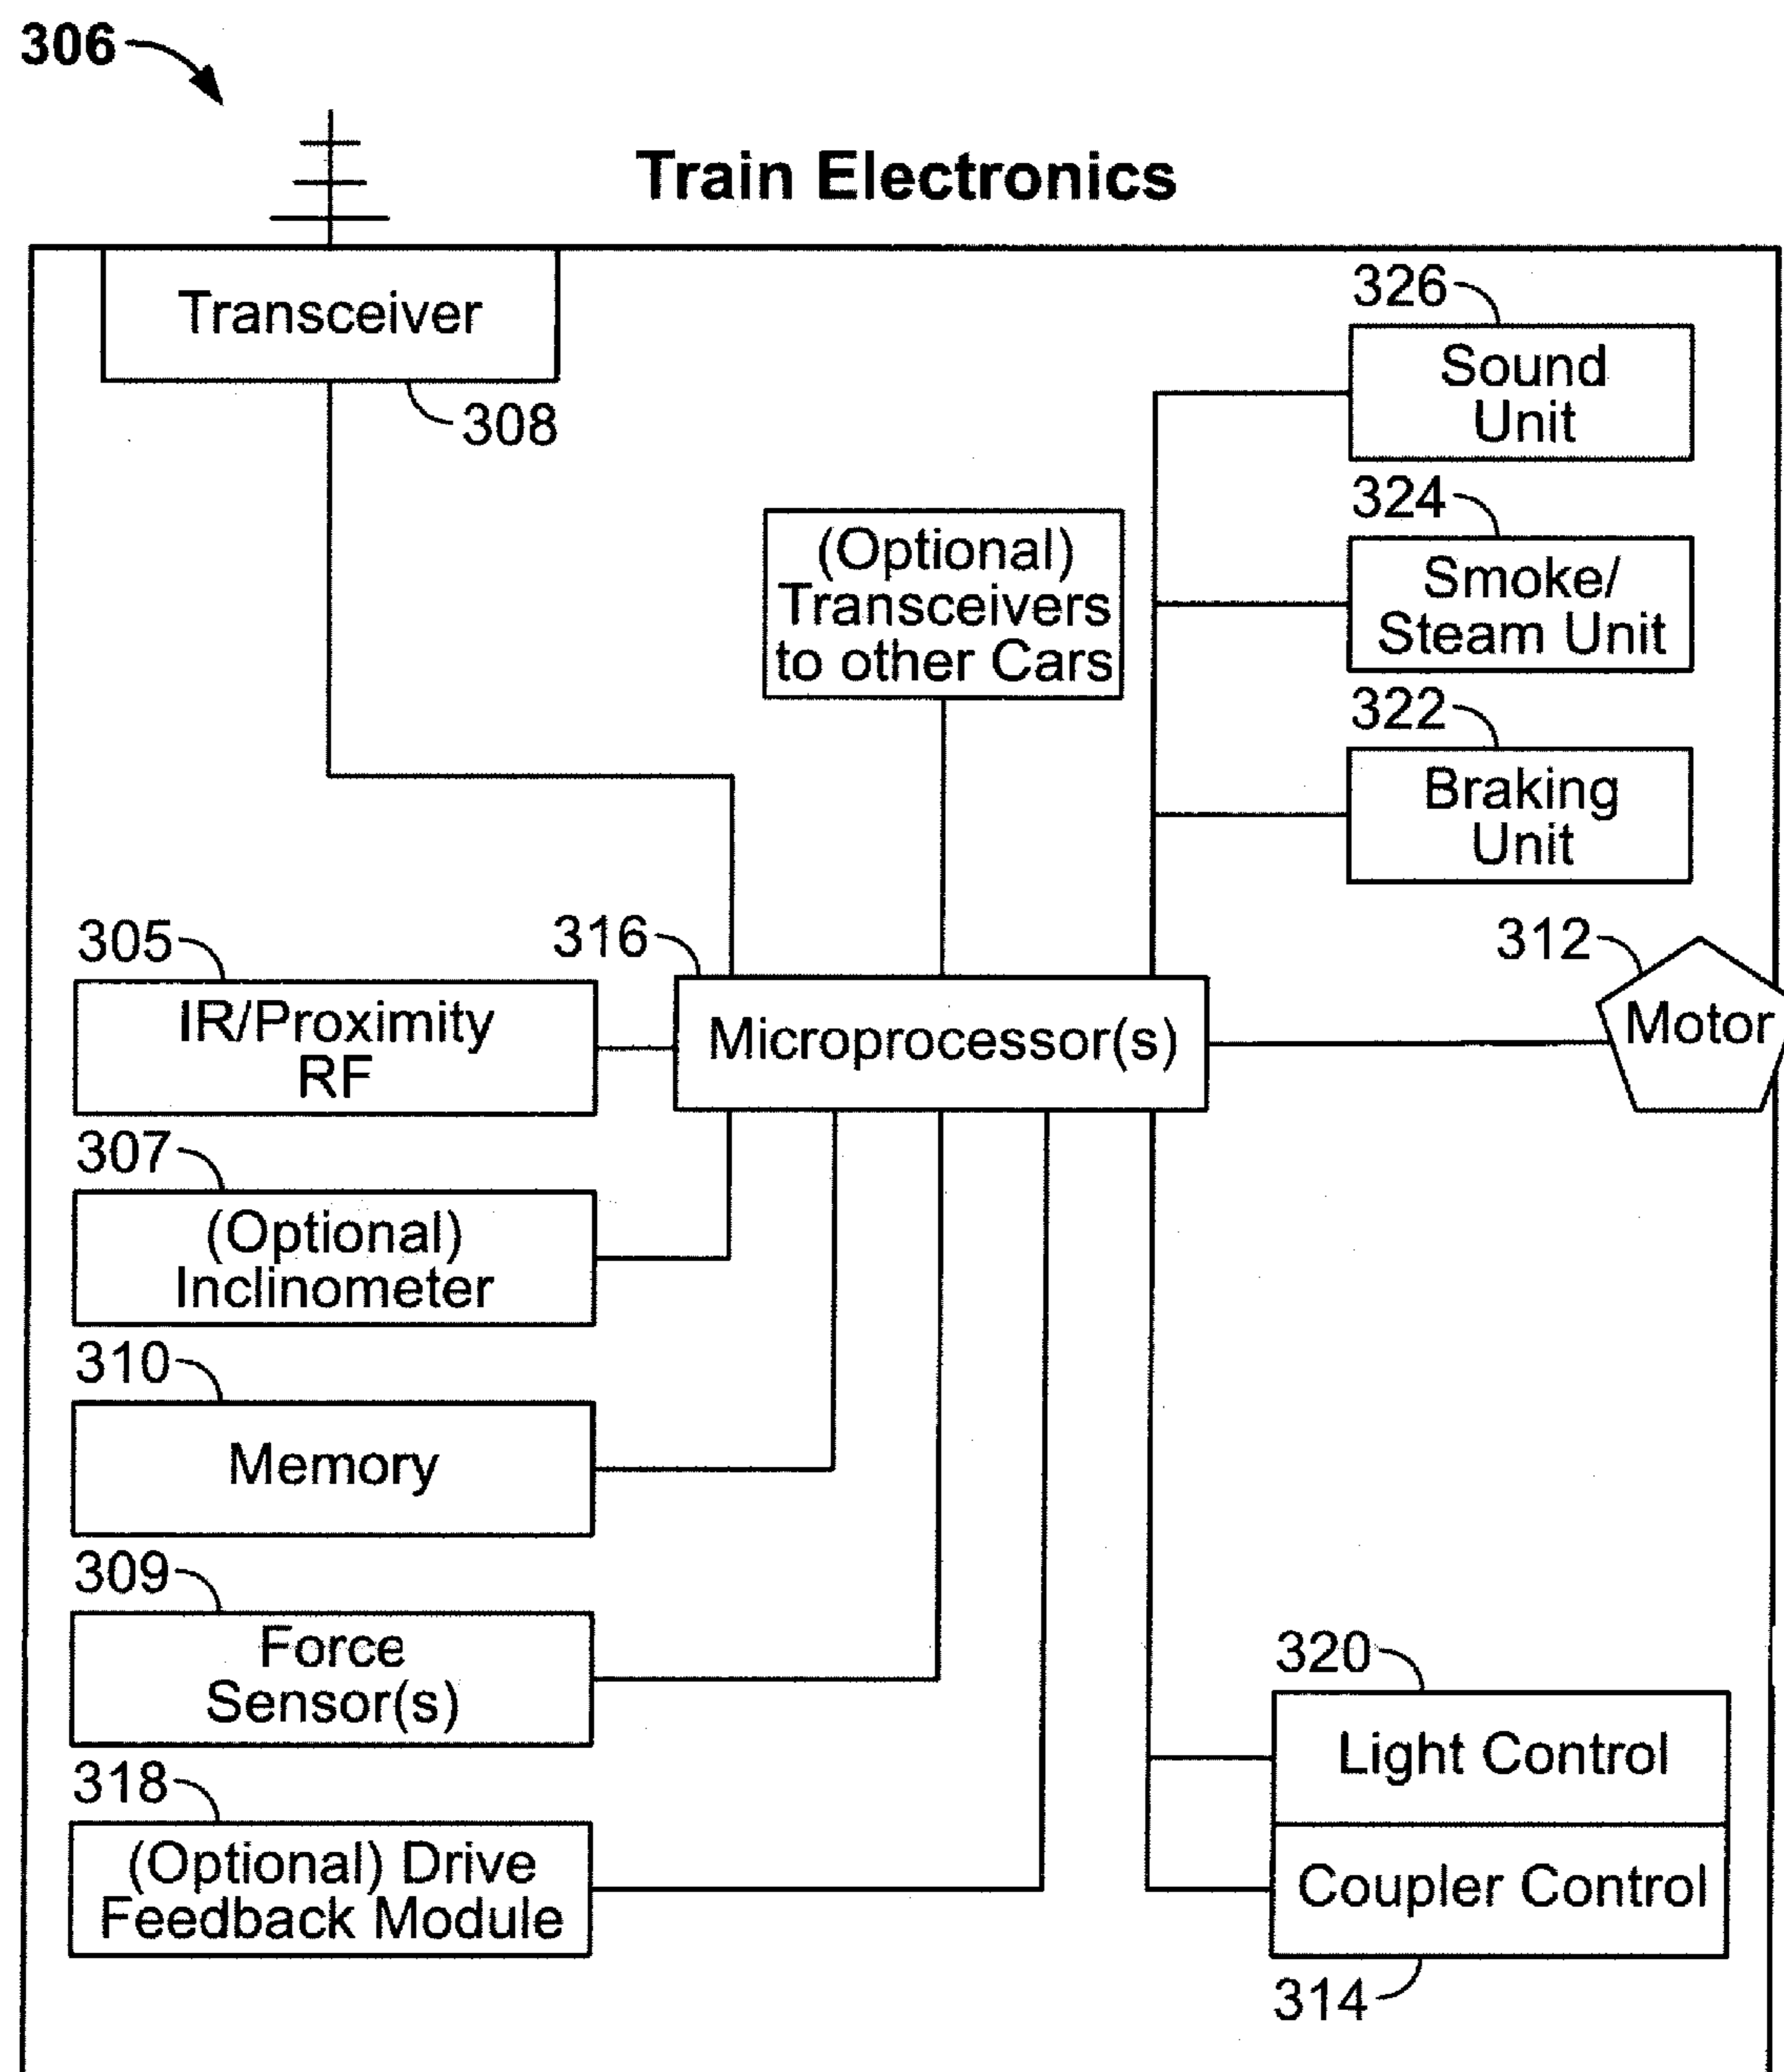 306
Train Electronics
Transceiver
308
326
Sound
Unit
324
Smoke/
Steam Unit
(Optional)
Transceivers
to other Cars
322
Braking
Unit
305
IR/Proximity
RF
316
Microprocessor(s)
312
Motor
307
(Optional)
Inclinometer
310
Memory
309
Force
Sensor(s)
318
(Optional) Drive
Feedback Module
320
Light Control
Coupler Control
314